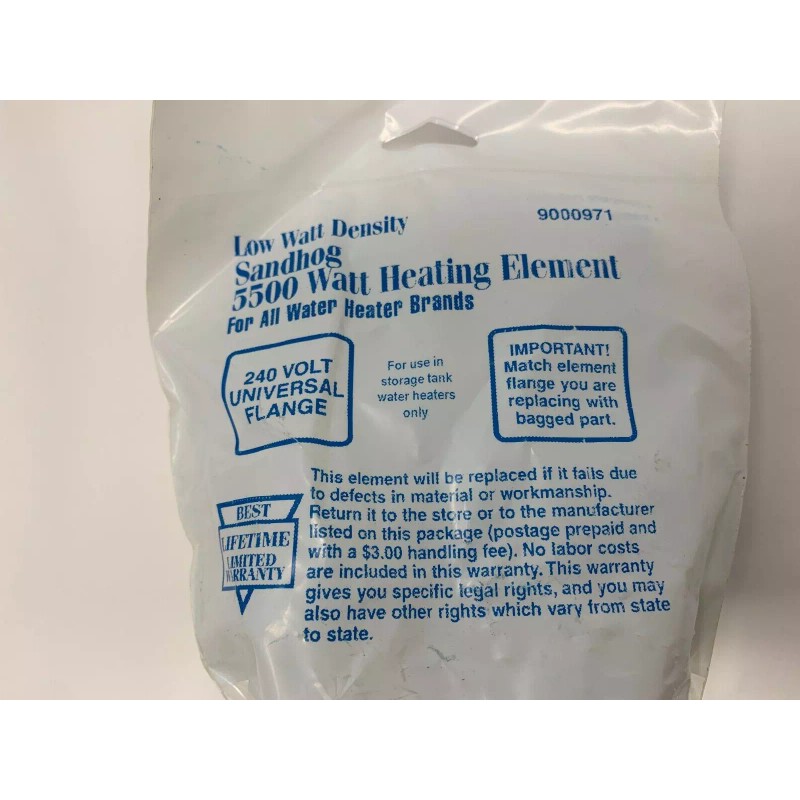 9000971
Low Watt Density
Sandhog
5500 Watt Heating Element
For All Water Heater Brands
240 VOLT
UNIVERSAL
FLANGE
For use in
storage tank
water heaters
only
IMPORTANT!
Match element
flange you are
replacing with
bagged part.
BEST
LIFETIME
LIMITED
WARRANTY
This element will be replaced if it fails due
to defects in material or workmanship.
Return it to the store or to the manufacturer
listed on this package (postage prepaid and
with a $3.00 handling fee). No labor costs
are included in this warranty. This warranty
gives you specific legal rights, and you may
also have other rights which vary from state
to state.